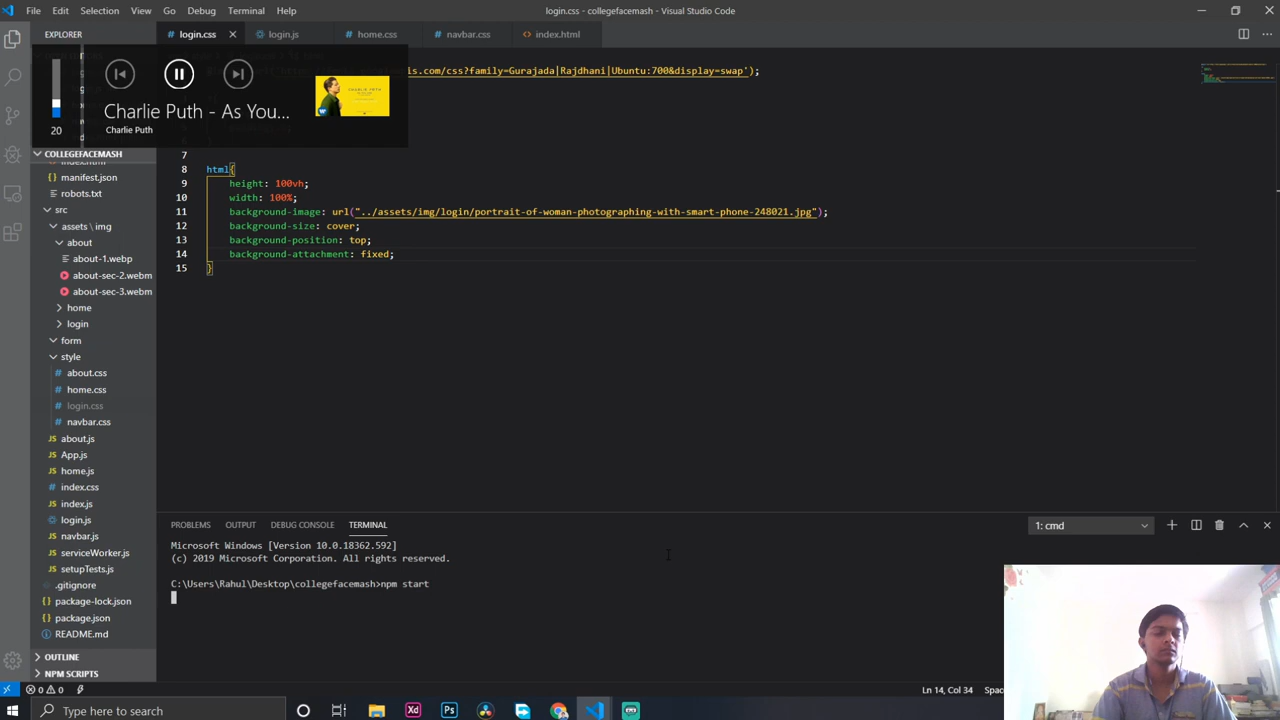 File Edit Selection View Go Debug Terminal Help
login.css - collegefacemash - Visual Studio Code
EXPLORER
login.css
login.js
home.css
navbar.css
index.html
Charlie Puth - As You...
Charlie Puth
20
.com/css?family=Gurajada|Rajdhani|Ubuntu:700&display=swap');
COLLEGEFACEMASH
manifest.json
robots.txt
src
assets \ img
about
about-1.webp
about-sec-2.webm
about-sec-3.webm
home
login
form
style
about.css
home.css
login.css
navbar.css
about.js
App.js
home.js
index.css
index.js
login.js
navbar.js
serviceWorker.js
setupTests.js
.gitignore
package-lock.json
package.json
README.md
OUTLINE
NPM SCRIPTS
7
8 html{
9 height: 100vh;
10 width: 100%;
11 background-image: url("../assets/img/login/portrait-of-woman-photographing-with-smart-phone-248021.jpg");
12 background-size: cover;
13 background-position: top;
14 background-attachment: fixed;
15 }
PROBLEMS OUTPUT DEBUG CONSOLE TERMINAL
1: cmd
Microsoft Windows [Version 10.0.18362.592]
(c) 2019 Microsoft Corporation. All rights reserved.
C:\Users\Rahul\Desktop\collegefacemash>npm start
0 0
Ln 14, Col 34
Type here to search
Xd
Ps